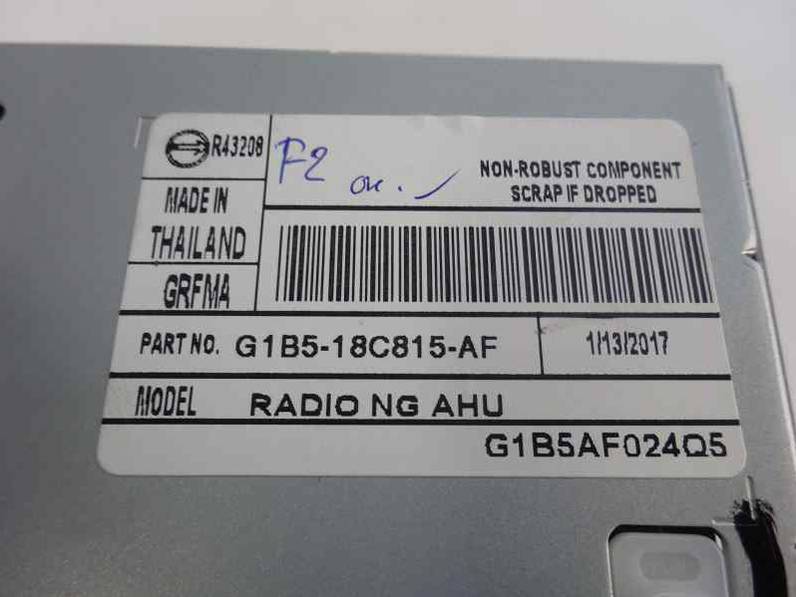 R43208
F2
ok.
NON-ROBUST COMPONENT
SCRAP IF DROPPED
MADE IN
THAILAND
GRFMA
PART NO. G1B5-18C815-AF
1/13/2017
MODEL RADIO NG AHU
G1B5AF024Q5